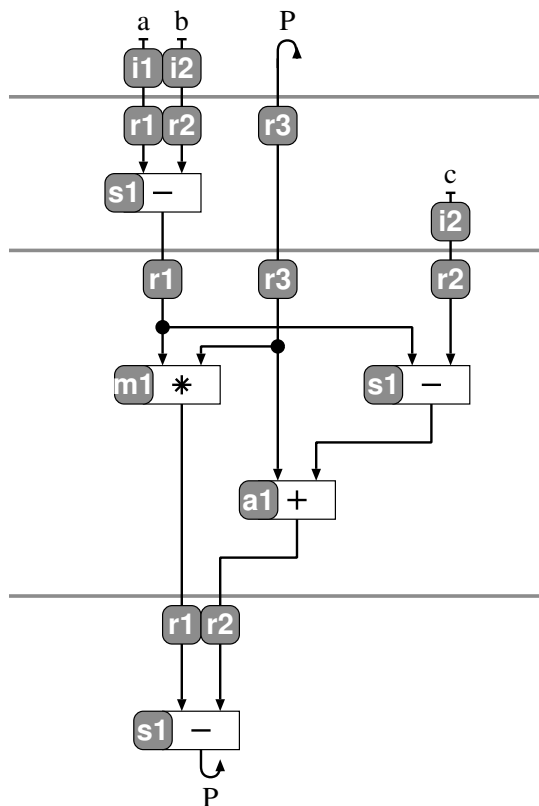 a b P
i1 i2
r1 r2 r3
s1 −
c
i2
r1 r3 r2
m1 * s1 −
a1 +
r1 r2
s1 −
P